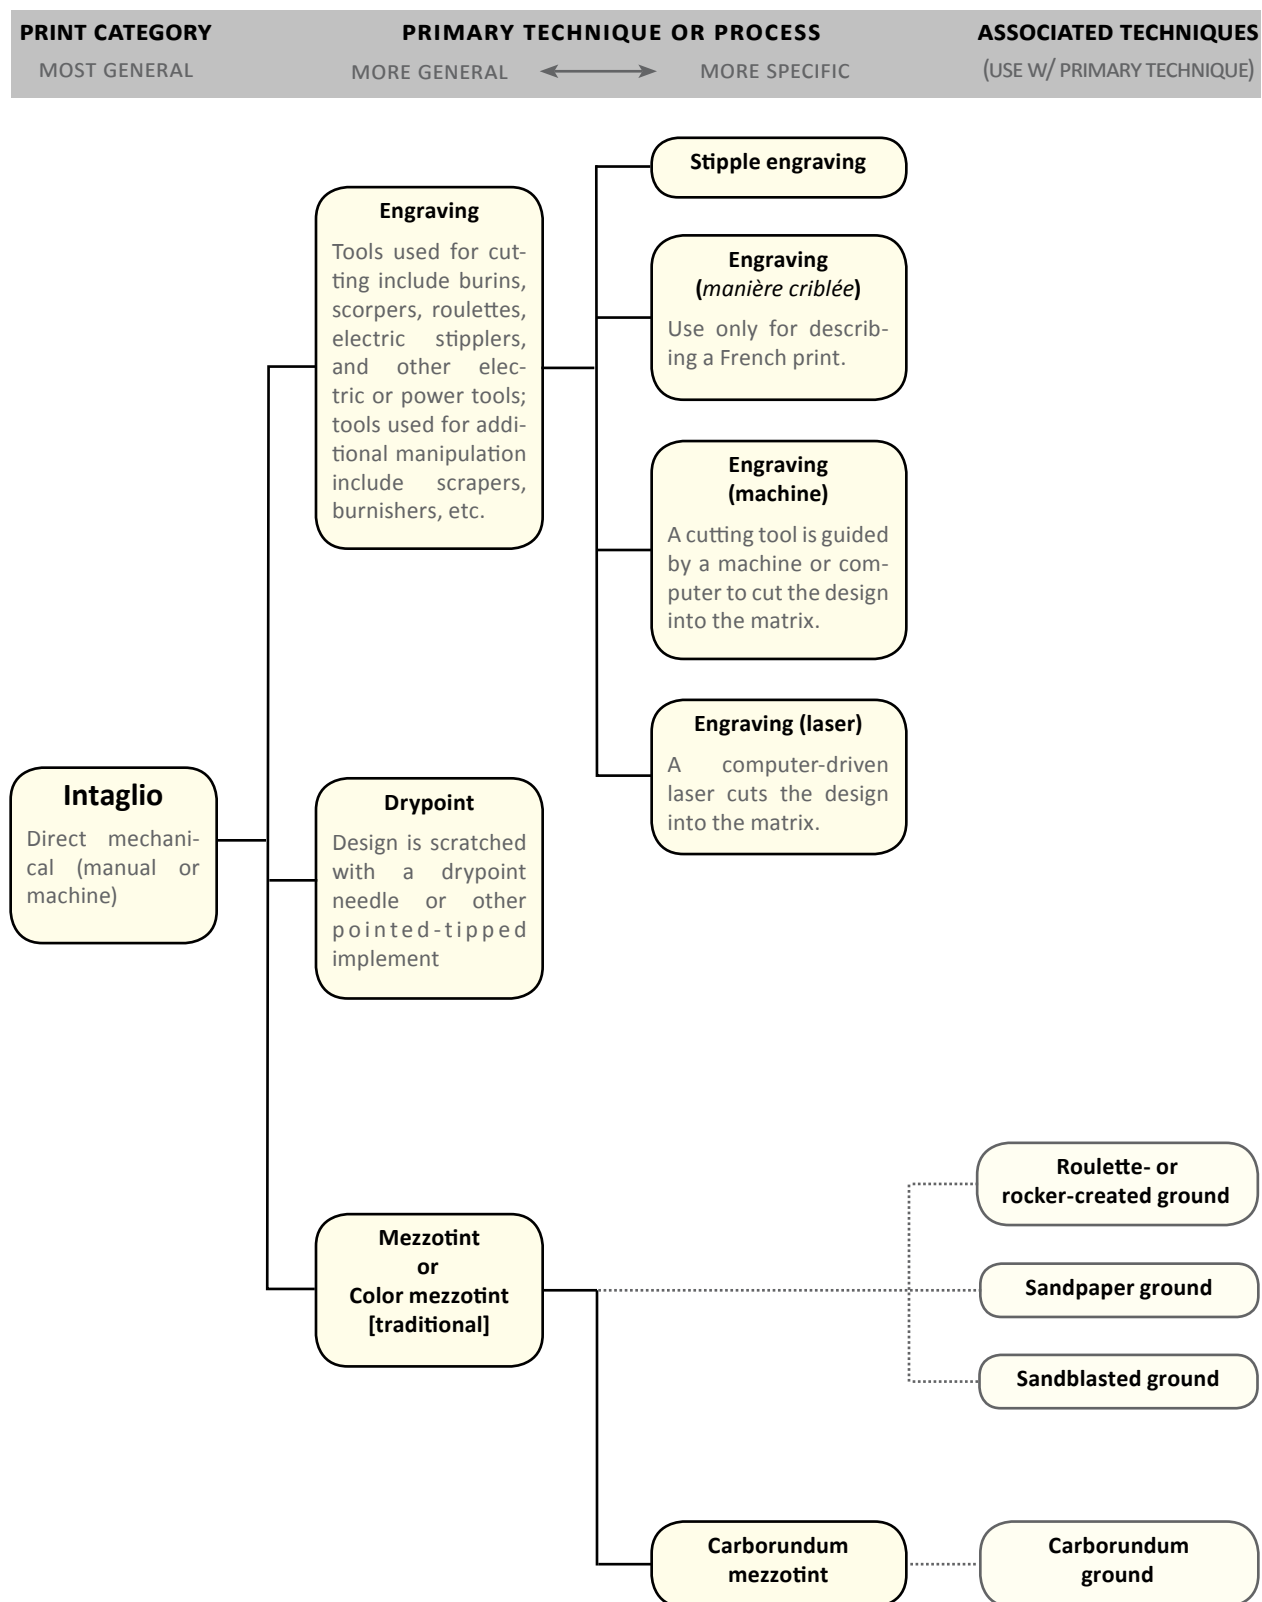 PRINT CATEGORY
MOST GENERAL
PRIMARY TECHNIQUE OR PROCESS
MORE GENERAL
MORE SPECIFIC
ASSOCIATED TECHNIQUES
(USE W/ PRIMARY TECHNIQUE)
Intaglio
Direct mechani-
cal (manual or
machine)
Engraving
Tools used for cut-
ting include burins,
scorpers, roulettes,
electric stipplers,
and other elec-
tric or power tools;
tools used for addi-
tional manipulation
include scrapers,
burnishers, etc.
Stipple engraving
Engraving
(manière criblée)
Use only for describ-
ing a French print.
Engraving
(machine)
A cutting tool is guided
by a machine or com-
puter to cut the design
into the matrix.
Engraving (laser)
A computer-driven
laser cuts the design
into the matrix.
Drypoint
Design is scratched
with a drypoint
needle or other
pointed-tipped
implement
Mezzotint
or
Color mezzotint
[traditional]
Roulette- or
rocker-created ground
Sandpaper ground
Sandblasted ground
Carborundum
mezzotint
Carborundum
ground